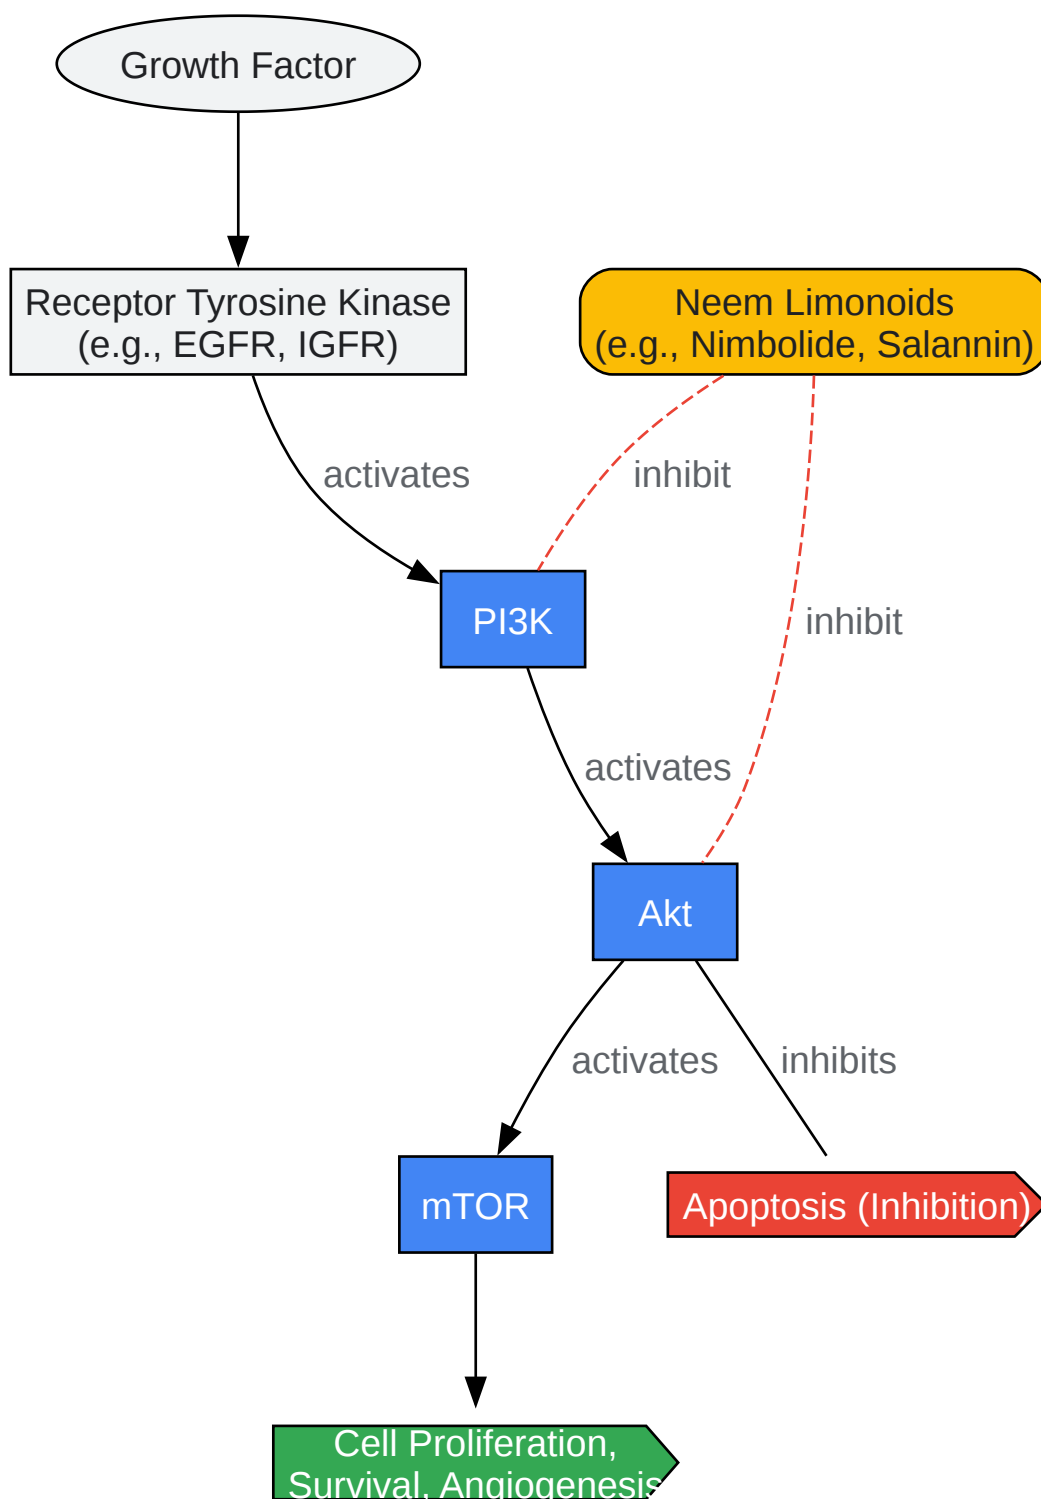 Growth Factor
Receptor Tyrosine Kinase
(e.g., EGFR, IGFR)
Neem Limonoids
(e.g., Nimbolide, Salannin)
activates
inhibit
PI3K
inhibit
activates
Akt
activates
inhibits
mTOR
Apoptosis (Inhibition)
Cell Proliferation,
Survival, Angiogenesis